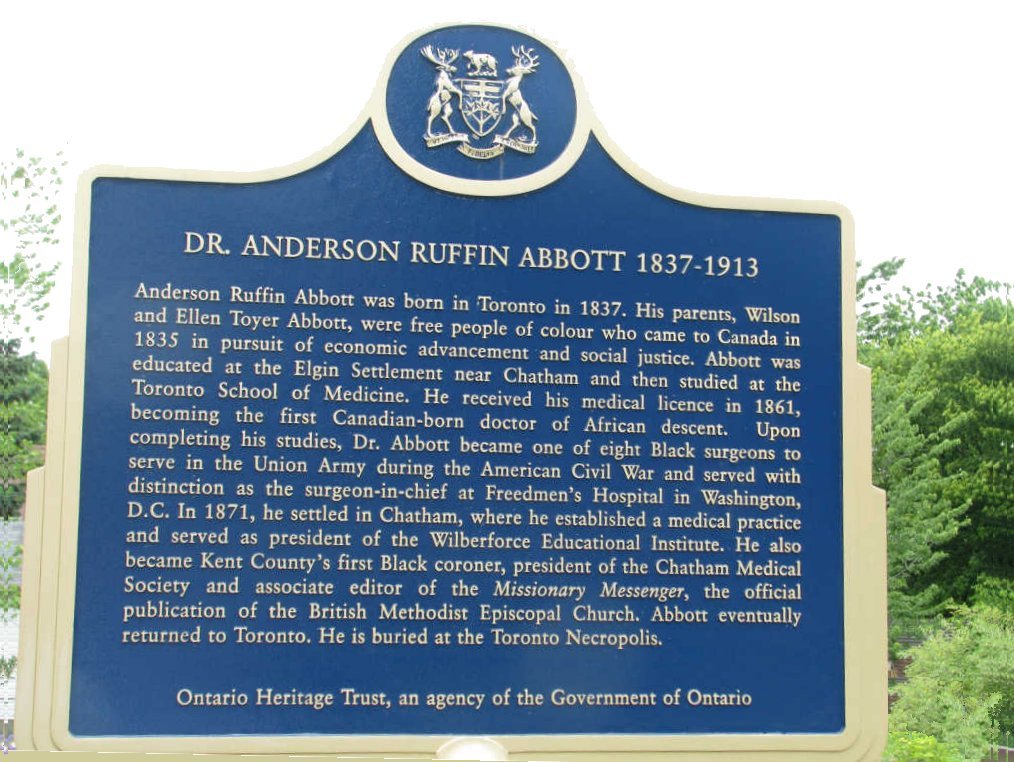 DR. ANDERSON RUFFIN ABBOTT 1837-1913
Anderson Ruffin Abbott was born in Toronto in 1837. His parents, Wilson
and Ellen Toyer Abbott, were free people of colour who came to Canada in
1835 in pursuit of economic advancement and social justice. Abbott was
educated at the Elgin Settlement near Chatham and then studied at the
Toronto School of Medicine. He received his medical licence in 1861,
becoming the first Canadian-born doctor of African descent. Upon
completing his studies, Dr. Abbott became one of eight Black surgeons to
serve in the Union Army during the American Civil War and served with
distinction as the surgeon-in-chief at Freedmen's Hospital in Washington,
D.C. In 1871, he settled in Chatham, where he established a medical practice
and served as president of the Wilberforce Educational Institute. He also
became Kent County's first Black coroner, president of the Chatham Medical
Society and associate editor of the Missionary Messenger, the official
publication of the British Methodist Episcopal Church. Abbott eventually
returned to Toronto. He is buried at the Toronto Necropolis.
Ontario Heritage Trust, an agency of the Government of Ontario